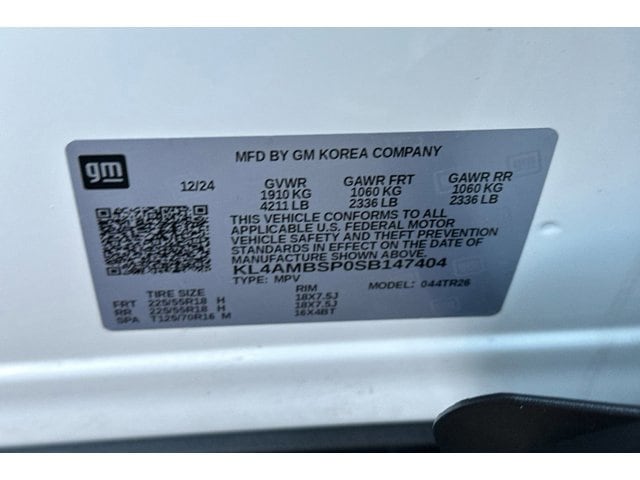 gm
MFD BY GM KOREA COMPANY
12/24 GVWR GAWR FRT GAWR RR
1910 KG 1060 KG 1060 KG
4211 LB 2336 LB 2336 LB
THIS VEHICLE CONFORMS TO ALL
APPLICABLE U.S. FEDERAL MOTOR
VEHICLE SAFETY AND THEFT PREVENTION
STANDARDS IN EFFECT ON THE DATE OF
MANUFACTURE SHOWN ABOVE.
KL4AMBSP0SB147404
TYPE: MPV MODEL: 044TR26
TIRE SIZE RIM
FRT 225/55R18 H 18X7.5J
RR 225/55R18 H 18X7.5J
SPA T125/70R16 M 16X4BT